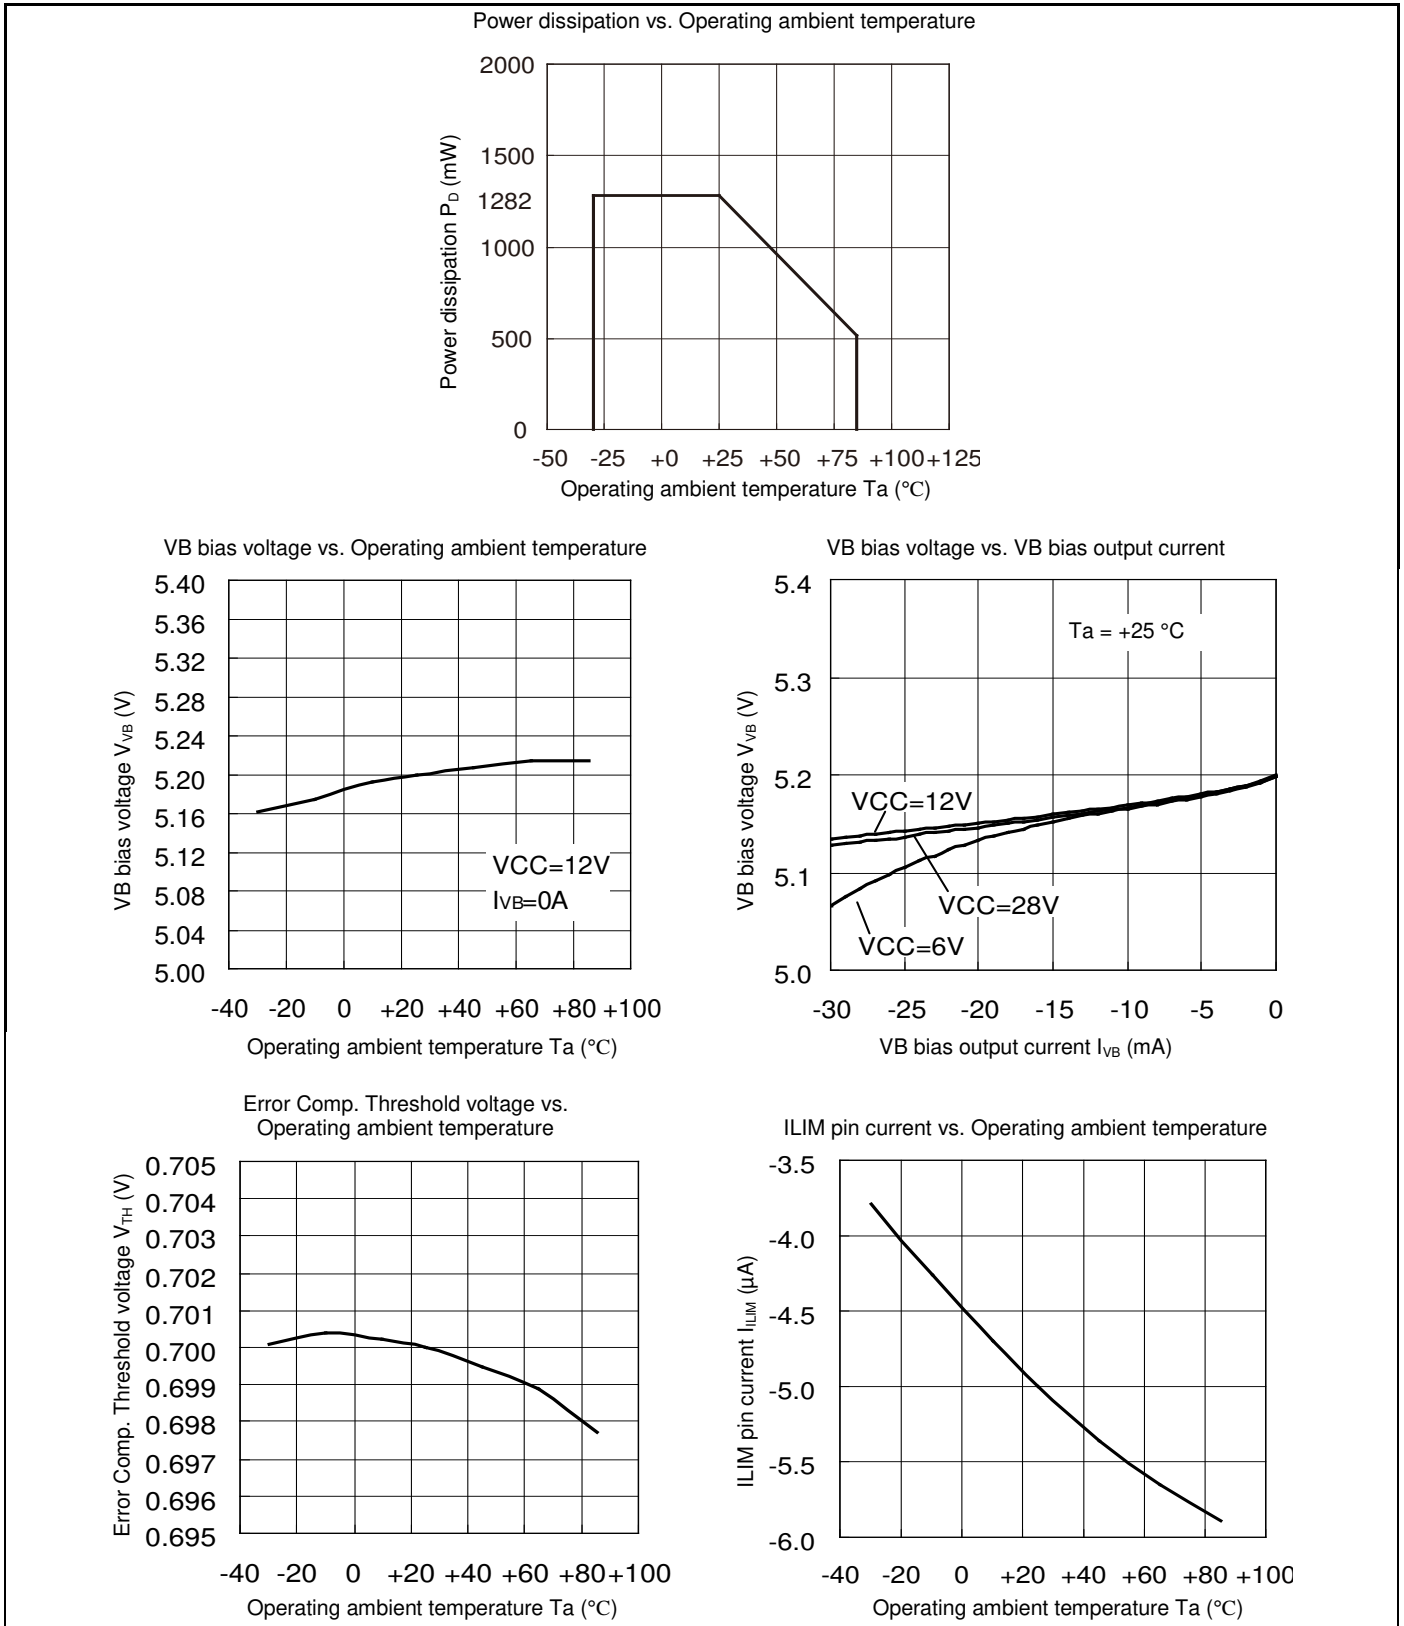 Power dissipation vs. Operating ambient temperature
Power dissipation PD (mW)
2000
1500
1282
1000
500
0
-50 -25 +0 +25 +50 +75 +100 +125
Operating ambient temperature Ta (°C)
VB bias voltage vs. Operating ambient temperature
VB bias voltage VVB (V)
5.40
5.36
5.32
5.28
5.24
5.20
5.16
5.12
5.08
5.04
5.00
VCC=12V
IVB=0A
-40 -20 0 +20 +40 +60 +80 +100
Operating ambient temperature Ta (°C)
VB bias voltage vs. VB bias output current
VB bias voltage VVB (V)
5.4
5.3
5.2
5.1
5.0
Ta = +25 °C
VCC=12V
VCC=28V
VCC=6V
-30 -25 -20 -15 -10 -5 0
VB bias output current IVB (mA)
Error Comp. Threshold voltage vs.
Operating ambient temperature
Error Comp. Threshold voltage VTH (V)
0.705
0.704
0.703
0.702
0.701
0.700
0.699
0.698
0.697
0.696
0.695
-40 -20 0 +20 +40 +60 +80 +100
Operating ambient temperature Ta (°C)
ILIM pin current vs. Operating ambient temperature
ILIM pin current IILIM (µA)
-3.5
-4.0
-4.5
-5.0
-5.5
-6.0
-40 -20 0 +20 +40 +60 +80 +100
Operating ambient temperature Ta (°C)